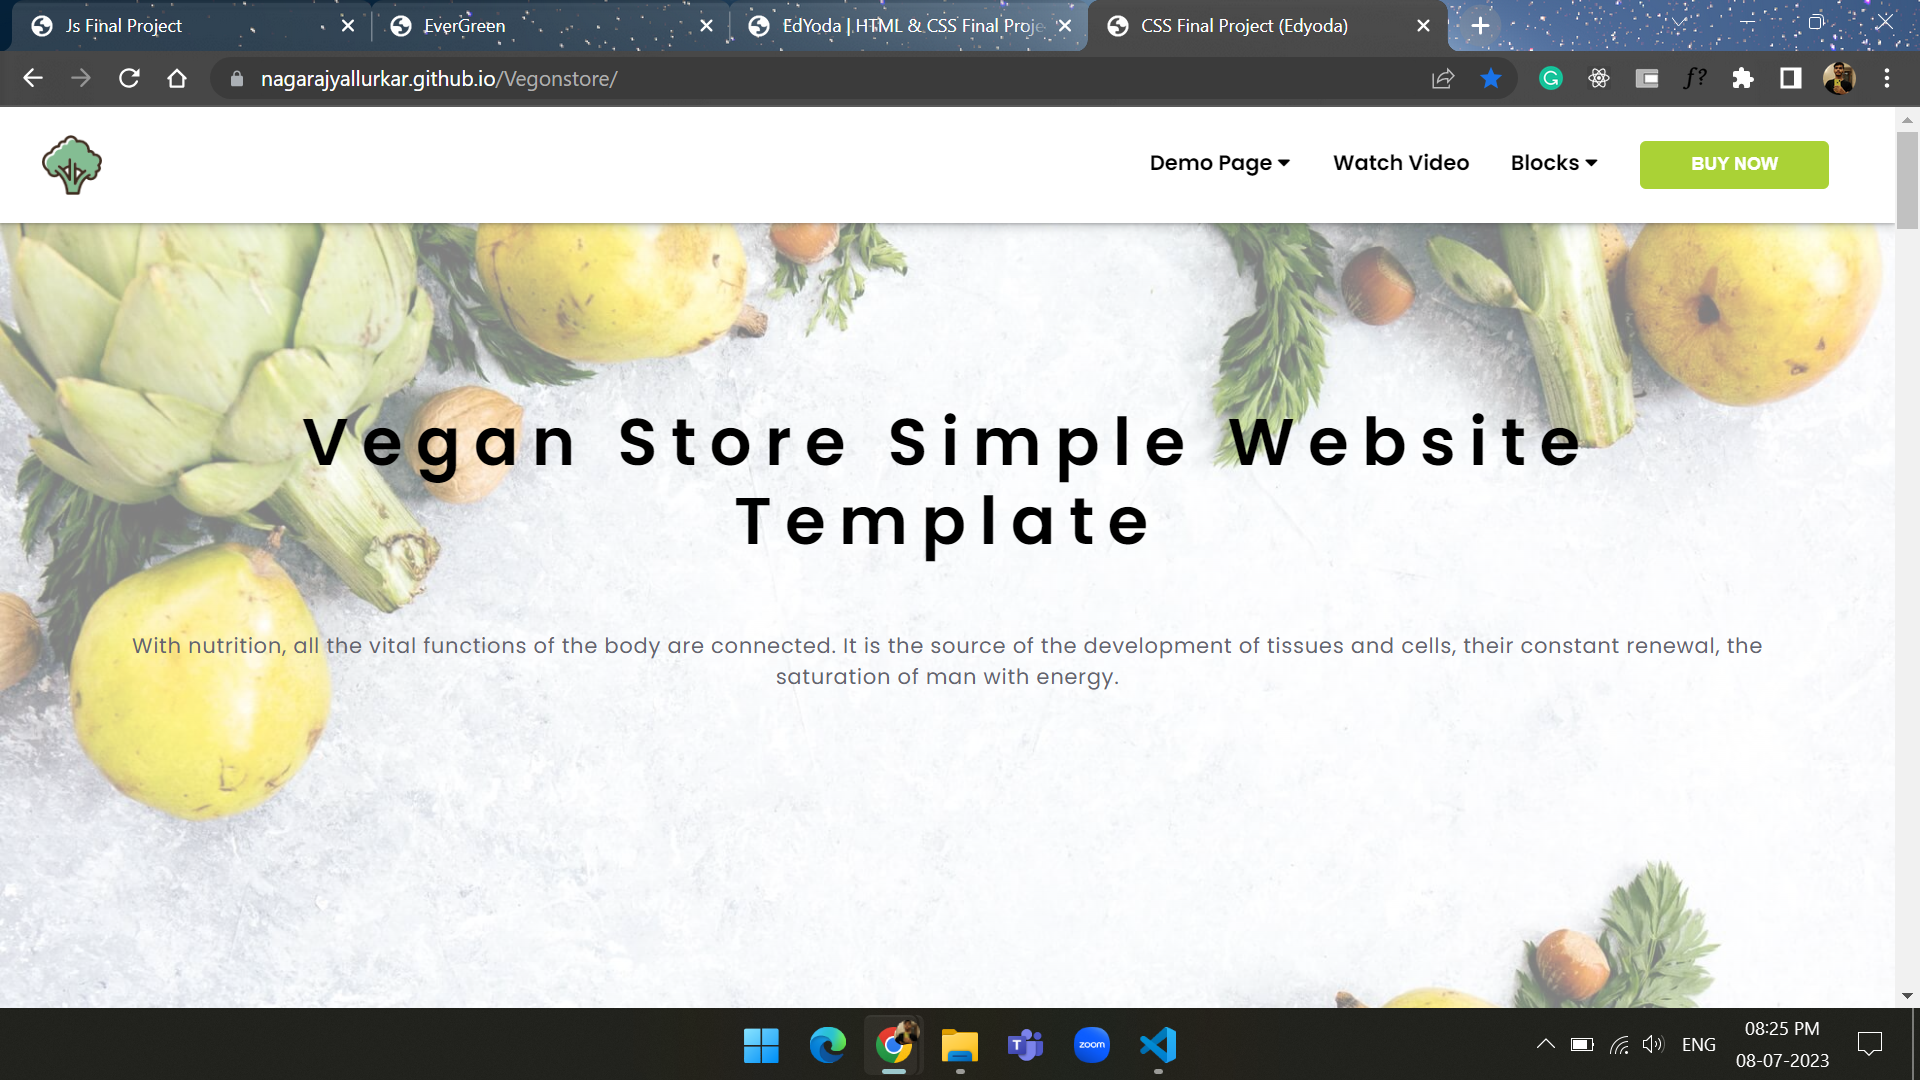 Js Final Project
EverGreen
EdYoda | HTML & CSS Final Proje
CSS Final Project (Edyoda)
nagarajyallurkar.github.io/Vegonstore/
G
f?
Demo Page
Watch Video
Blocks
BUY NOW
Vegan Store Simple Website
Template
With nutrition, all the vital functions of the body are connected. It is the source of the development of tissues and cells, their constant renewal, the
saturation of man with energy.
T
zoom
ENG
08:25 PM
08-07-2023